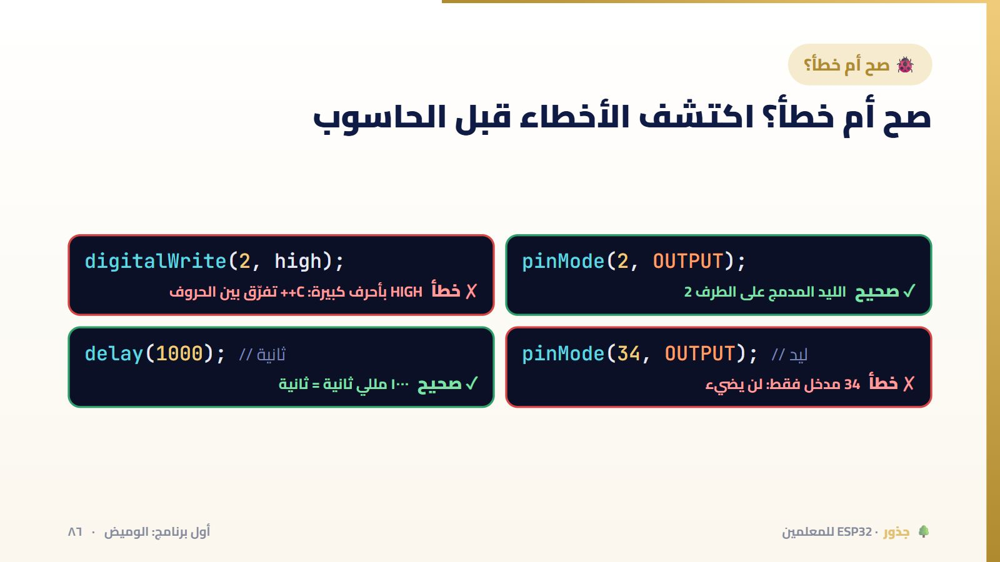 🐞 صح أم خطأ؟
صح أم خطأ؟ اكتشف الأخطاء قبل الحاسوب
pinMode(2, OUTPUT);
✓ صحيح الليد المدمج على الطرف 2
digitalWrite(2, high);
✗ خطأ HIGH بأحرف كبيرة: C++ تفرّق بين الحروف
pinMode(34, OUTPUT); // ليد
✗ خطأ 34 مدخل فقط: لن يضيء
delay(1000); // ثانية
✓ صحيح ١٠٠٠ مللي ثانية = ثانية
🌳 جذور · ESP32 للمعلمين
أول برنامج: الوميض · ٨٦